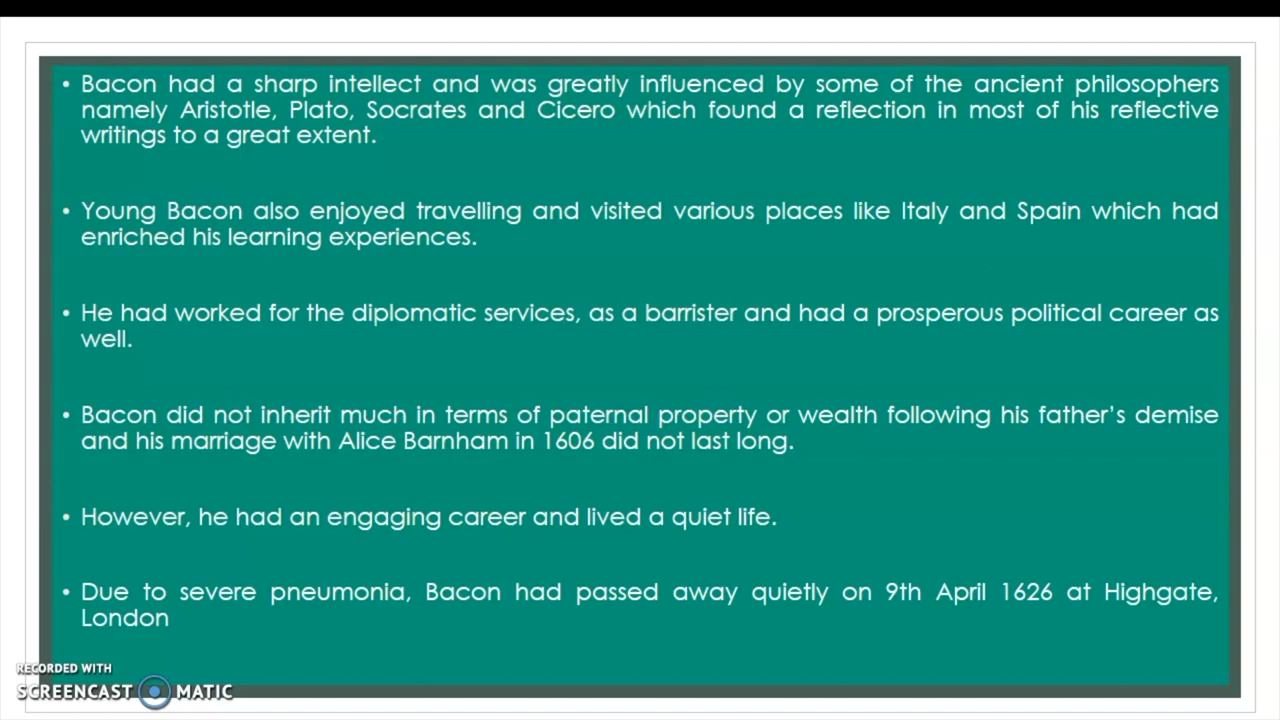 • Bacon had a sharp intellect and was greatly influenced by some of the ancient philosophers
namely Aristotle, Plato, Socrates and Cicero which found a reflection in most of his reflective
writings to a great extent.
• Young Bacon also enjoyed travelling and visited various places like Italy and Spain which had
enriched his learning experiences.
• He had worked for the diplomatic services, as a barrister and had a prosperous political career as
well.
• Bacon did not inherit much in terms of paternal property or wealth following his father's demise
and his marriage with Alice Barnham in 1606 did not last long.
• However, he had an engaging career and lived a quiet life.
• Due to severe pneumonia, Bacon had passed away quietly on 9th April 1626 at Highgate,
London
RECORDED WITH
SCREENCAST MATIC